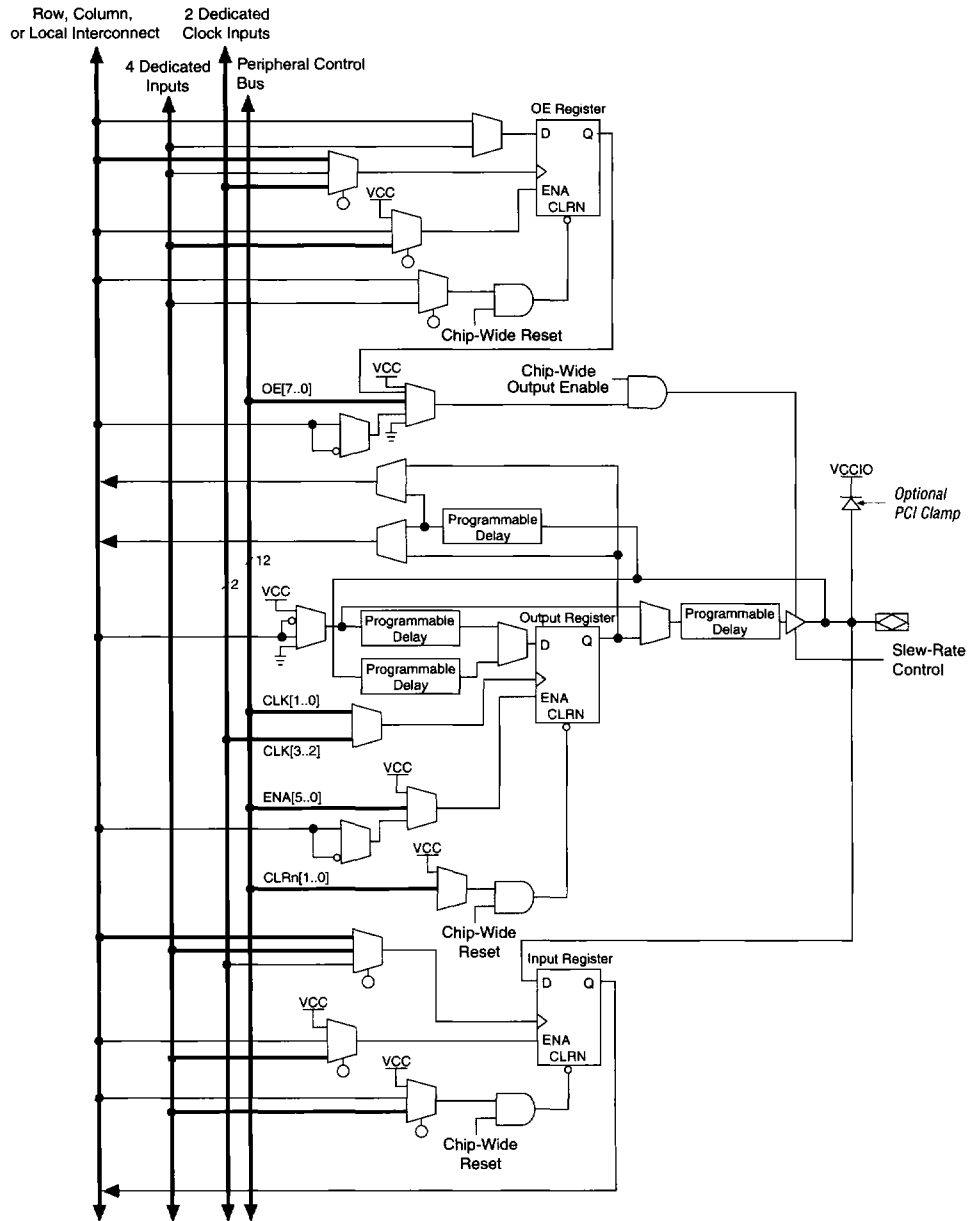 Row, Column,
or Local Interconnect
2 Dedicated
Clock Inputs
4 Dedicated
Inputs
Peripheral Control
Bus
OE Register
D Q
ENA
CLRN
VCC
Chip-Wide Reset
VCC
OE[7..0]
Chip-Wide
Output Enable
VCCIO
Optional
PCI Clamp
Programmable
Delay
12
2
VCC
Programmable
Delay
Programmable
Delay
Output Register
D Q
ENA
CLRN
Programmable
Delay
Slew-Rate
Control
CLK[1..0]
CLK[3..2]
VCC
ENA[5..0]
VCC
CLRn[1..0]
Chip-Wide
Reset
Input Register
D Q
ENA
CLRN
VCC
VCC
Chip-Wide
Reset